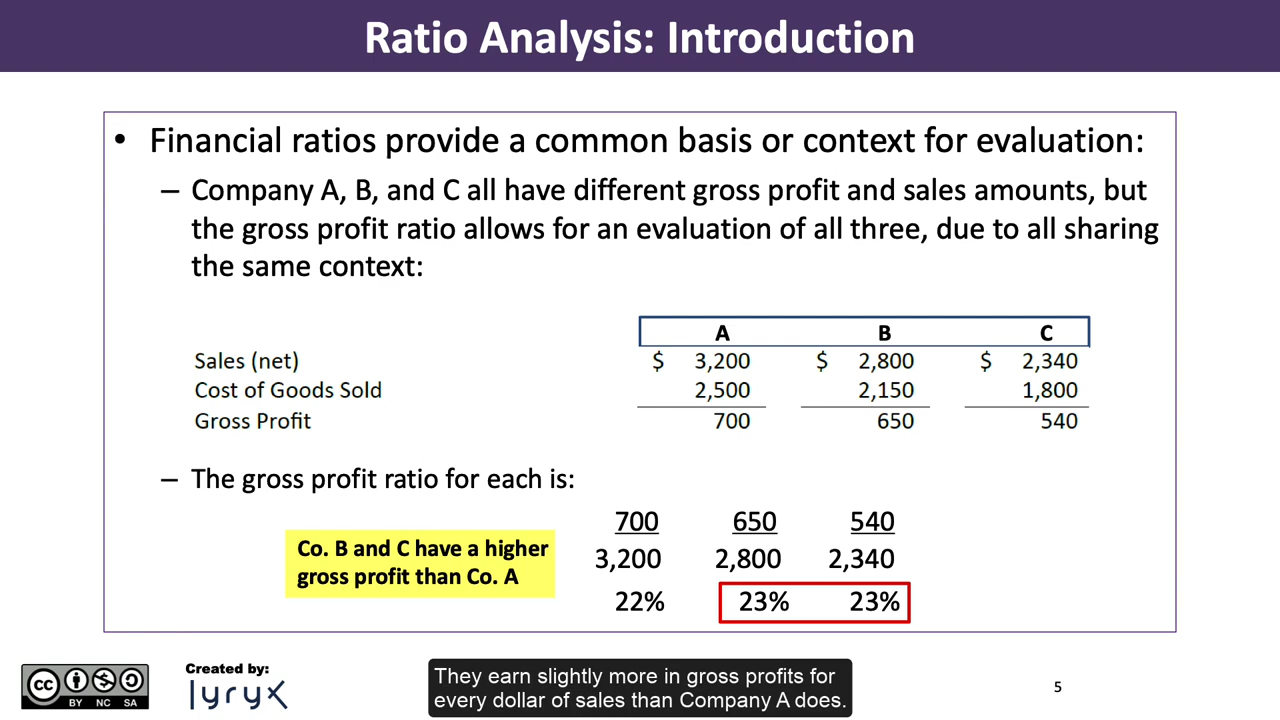 Ratio Analysis: Introduction
• Financial ratios provide a common basis or context for evaluation:
– Company A, B, and C all have different gross profit and sales amounts, but
the gross profit ratio allows for an evaluation of all three, due to all sharing
the same context:
A B C
Sales (net) $ 3,200 $ 2,800 $ 2,340
Cost of Goods Sold 2,500 2,150 1,800
Gross Profit 700 650 540
– The gross profit ratio for each is:
700 650 540
Co. B and C have a higher
gross profit than Co. A
3,200 2,800 2,340
22% 23% 23%
cc BY NC SA
Created by:
lyryx
They earn slightly more in gross profits for
every dollar of sales than Company A does.
5